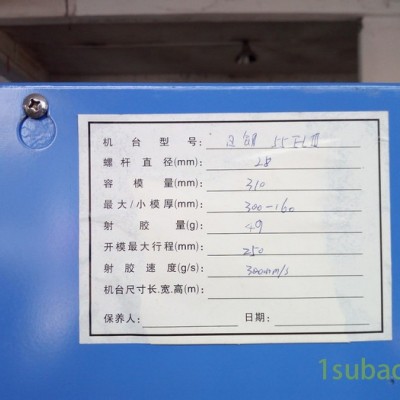 机台型号: 55EⅡ
螺杆直径(mm): 28
容模量(mm): 310
最大/小模厚(mm): 300-160
射胶量(g): 49
开模最大行程(mm): 250
射胶速度(g/s): 300mm/s
机台尺寸长.宽.高(m):
保养人: 日期:
1subao